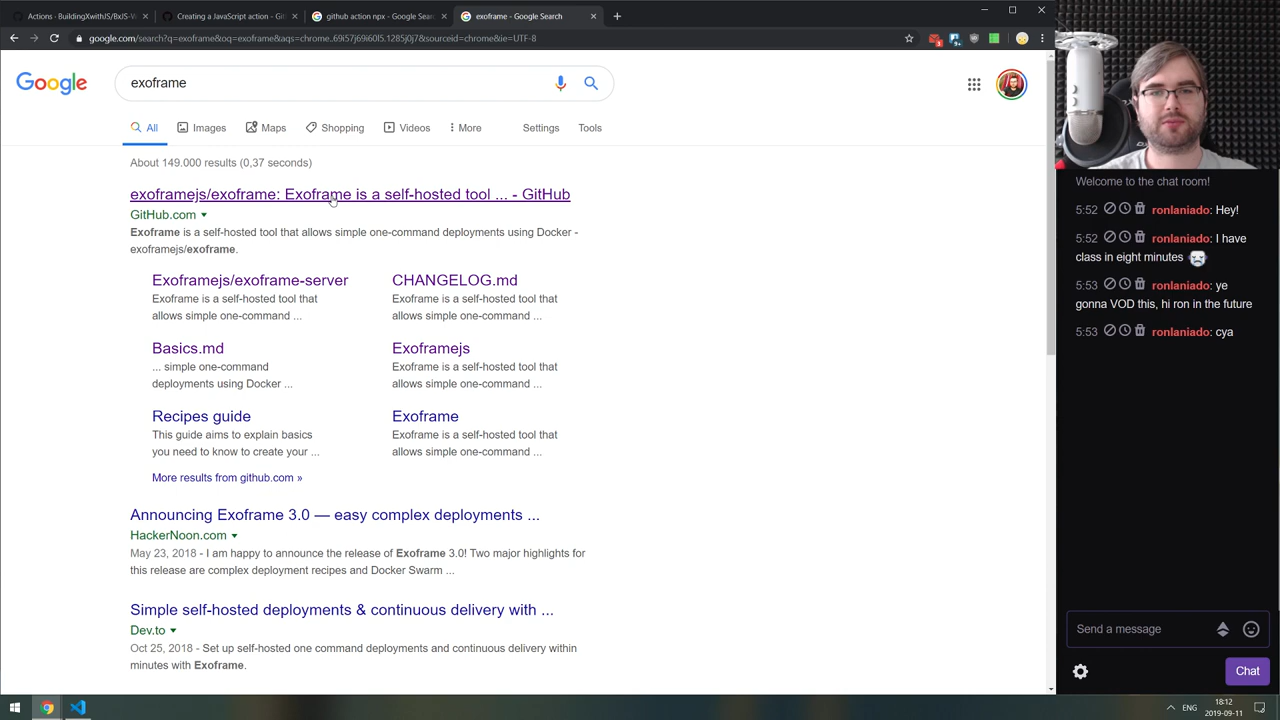 Actions · BuildingXwithJS/BxJS-W
Creating a JavaScript action - Git
github action npx - Google Sear
exoframe - Google Search
google.com/search?q=exoframe&oq=exoframe&aqs=chrome..69i57j69i60l5.1285j0j7&sourceid=chrome&ie=UTF-8
Google
exoframe
All
Images
Maps
Shopping
Videos
More
Settings
Tools
About 149.000 results (0,37 seconds)
exoframejs/exoframe: Exoframe is a self-hosted tool ... - GitHub
GitHub.com
Exoframe is a self-hosted tool that allows simple one-command deployments using Docker -
exoframejs/exoframe.
Exoframejs/exoframe-server
Exoframe is a self-hosted tool that
allows simple one-command ...
CHANGELOG.md
Exoframe is a self-hosted tool that
allows simple one-command ...
Basics.md
... simple one-command
deployments using Docker ...
Exoframejs
Exoframe is a self-hosted tool that
allows simple one-command ...
Recipes guide
This guide aims to explain basics
you need to know to create your ...
Exoframe
Exoframe is a self-hosted tool that
allows simple one-command ...
More results from github.com »
Announcing Exoframe 3.0 — easy complex deployments ...
HackerNoon.com
May 23, 2018 - I am happy to announce the release of Exoframe 3.0! Two major highlights for
this release are complex deployment recipes and Docker Swarm ...
Simple self-hosted deployments & continuous delivery with ...
Dev.to
Oct 25, 2018 - Set up self-hosted one command deployments and continuous delivery within
minutes with Exoframe.
Welcome to the chat room!
5:52 ronlaniado: Hey!
5:52 ronlaniado: I have
class in eight minutes
5:53 ronlaniado: ye
gonna VOD this, hi ron in the future
5:53 ronlaniado: cya
Send a message
Chat
ENG
18:12
2019-09-11